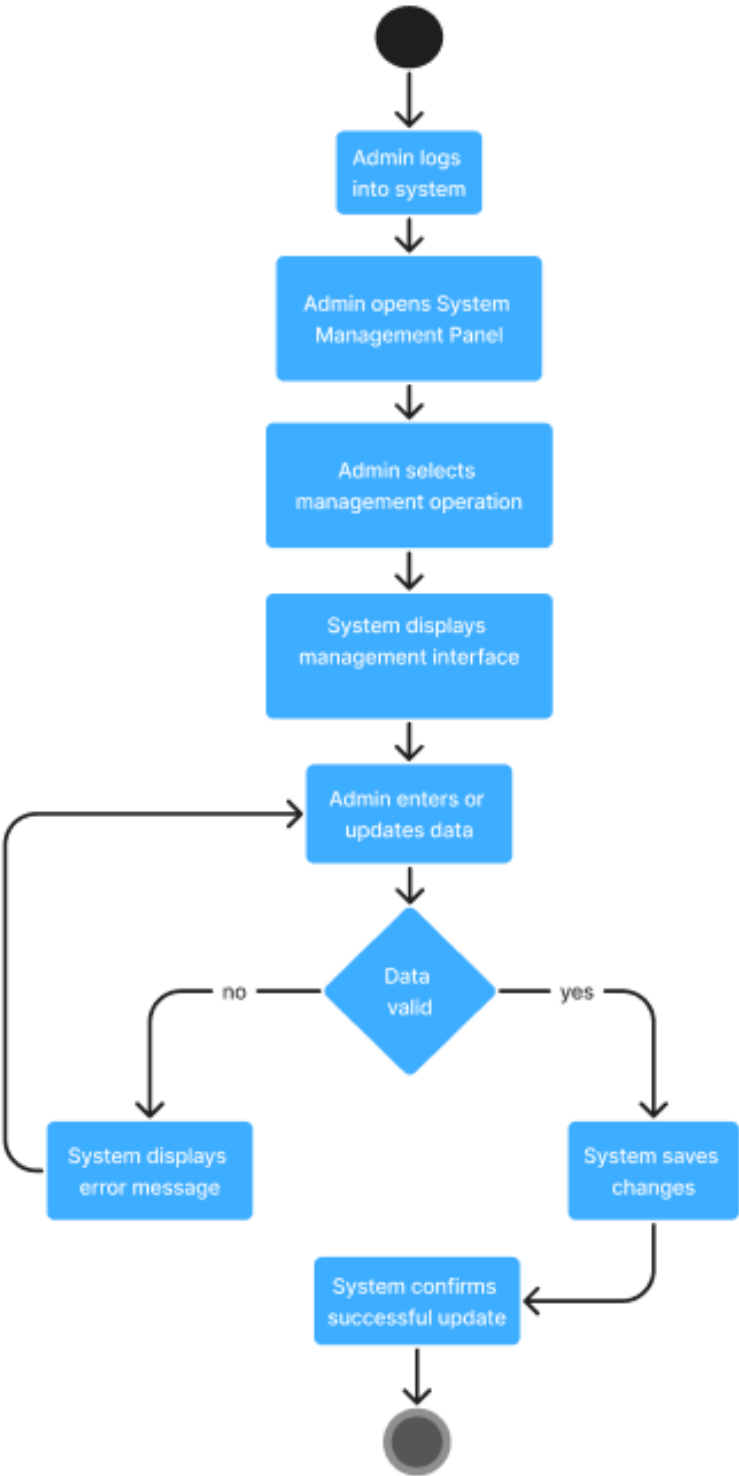 Admin logs
into system
Admin opens System
Management Panel
Admin selects
management operation
System displays
management interface
Admin enters or
updates data
Data
valid
no
yes
System displays
error message
System saves
changes
System confirms
successful update